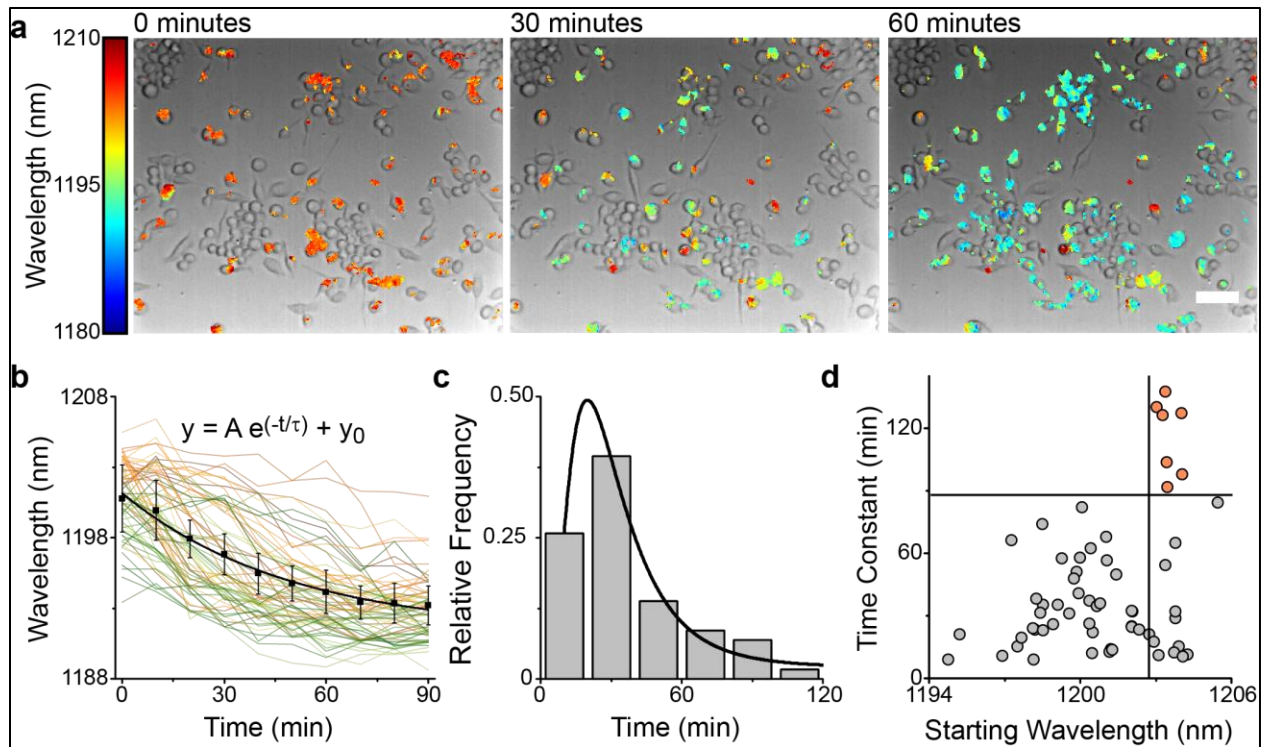 a
0 minutes
30 minutes
60 minutes
1210
1195
1180
Wavelength (nm)
b
1208
1198
1188
Wavelength (nm)
y = A e(-t/τ) + y0
0
30
60
90
Time (min)
c
0.50
0.25
0
Relative Frequency
0
60
120
Time (min)
d
120
60
0
Time Constant (min)
1194
1200
1206
Starting Wavelength (nm)